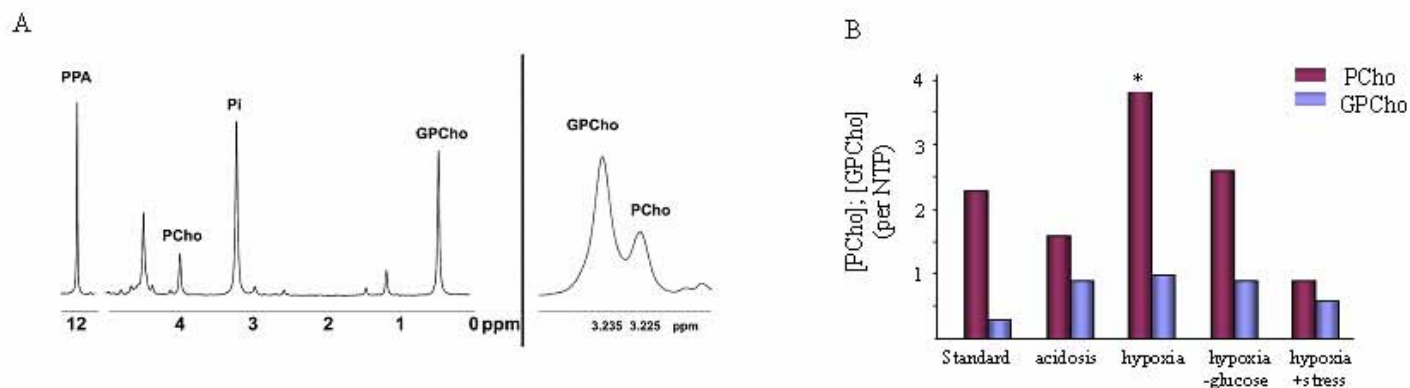 A
PPA
Pi
GPCho
PCho
12 4 3 2 1 0 ppm
GPCho
PCho
3.235 3.225 ppm
B
[PCho]; [GPCho]
(per NTP)
4
3
2
1
*
PCho
GPCho
Standard acidosis hypoxia hypoxia hypoxia
-glucose +stress